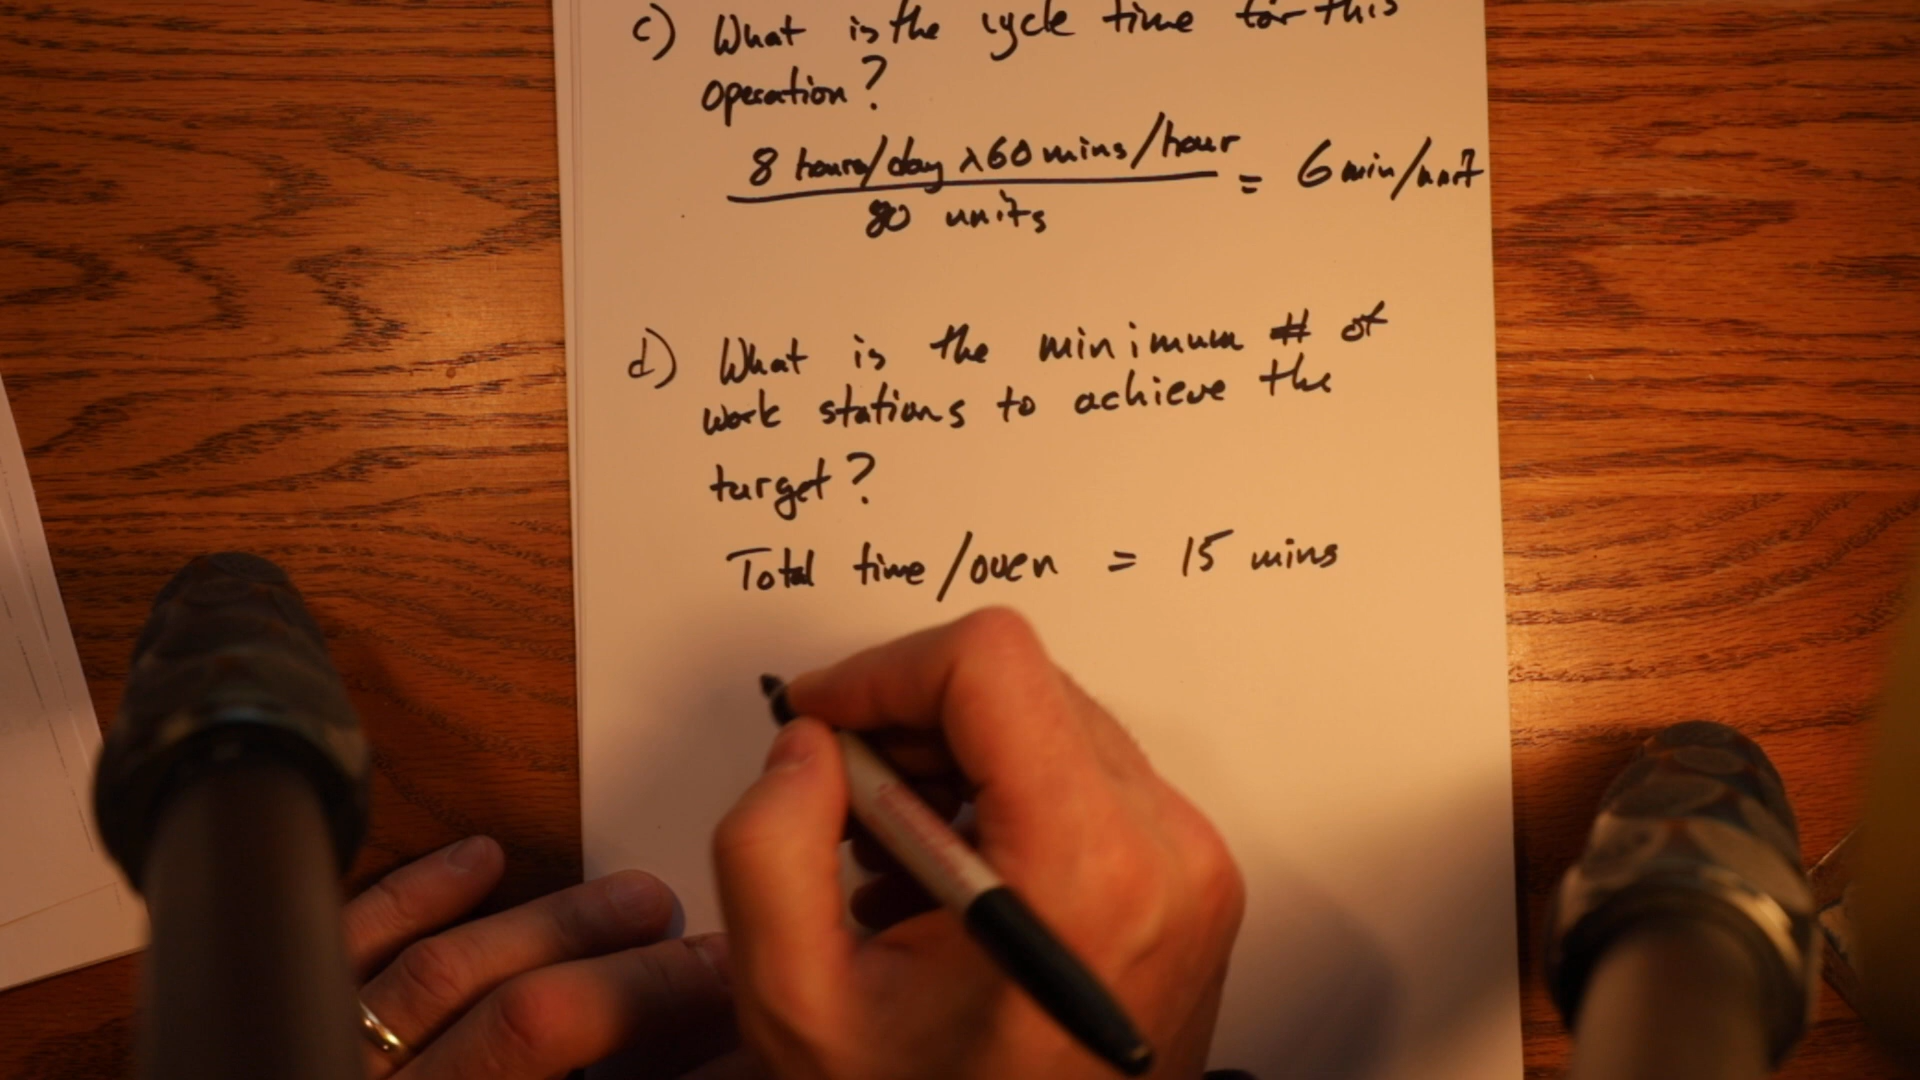 c) What is the cycle time for this
operation?
8 hours/day x 60 mins/hour
80 units
= 6 min/unit
d) What is the minimum # of
work stations to achieve the
target?
Total time/oven = 15 mins